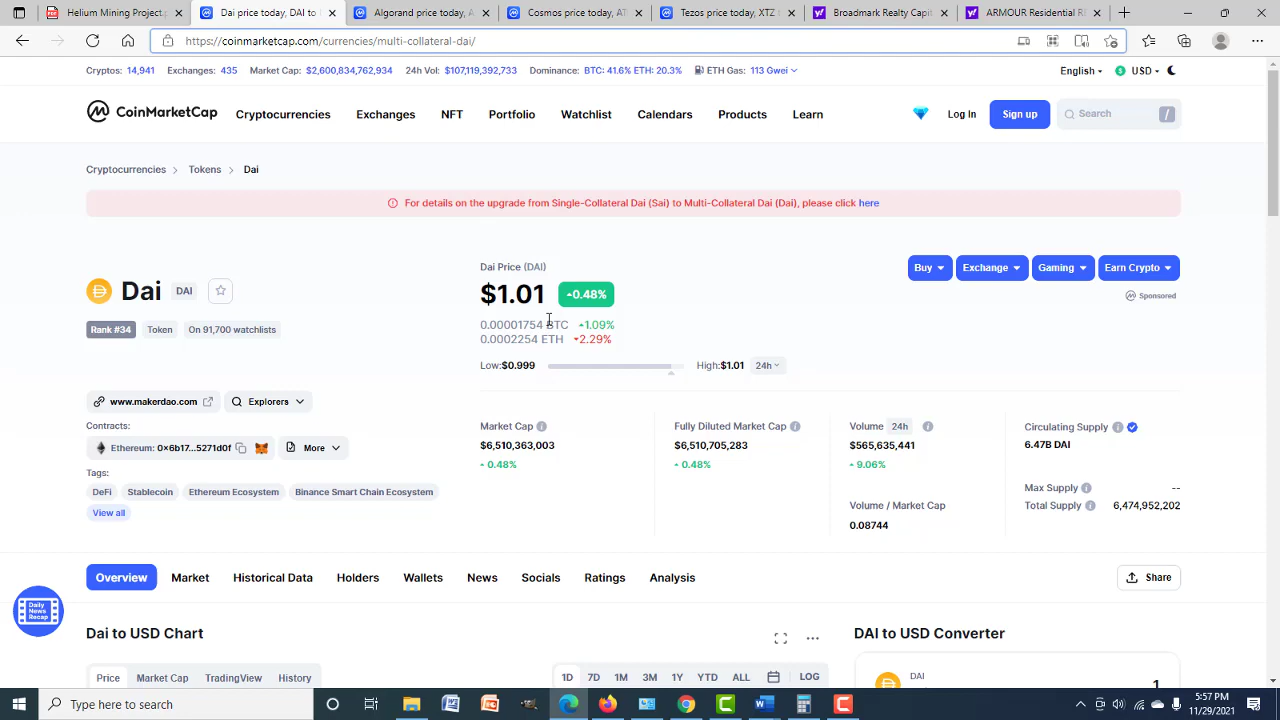 Helium Mining Project
Dai price today, DAI to
Algorand price today, A
Cosmos price today, AT
Tezos price today, XTZ t
Broadmark Realty Capit
ARMOUR Residential RE
https://coinmarketcap.com/currencies/multi-collateral-dai/
Cryptos: 14,941 Exchanges: 435 Market Cap: $2,600,834,762,934 24h Vol: $107,119,392,733 Dominance: BTC: 41.6% ETH: 20.3% ETH Gas: 113 Gwei English USD
CoinMarketCap Cryptocurrencies Exchanges NFT Portfolio Watchlist Calendars Products Learn Log In Sign up Search /
Cryptocurrencies > Tokens > Dai
For details on the upgrade from Single-Collateral Dai (Sai) to Multi-Collateral Dai (Dai), please click here
Dai Price (DAI)
Buy Exchange Gaming Earn Crypto
Dai DAI
$1.01 0.48%
Sponsored
0.00001754 BTC 1.09%
Rank #34 Token On 91,700 watchlists
0.0002254 ETH 2.29%
Low:$0.999 High:$1.01 24h
www.makerdao.com Explorers
Contracts:
Ethereum: 0×6b17...5271d0f More
Tags:
DeFi Stablecoin Ethereum Ecosystem Binance Smart Chain Ecosystem
View all
Market Cap
$6,510,363,003
0.48%
Fully Diluted Market Cap
$6,510,705,283
0.48%
Volume 24h
$565,635,441
9.06%
Volume / Market Cap
0.08744
Circulating Supply
6.47B DAI
Max Supply --
Total Supply 6,474,952,202
Overview Market Historical Data Holders Wallets News Socials Ratings Analysis Share
Daily
News
Recap
Dai to USD Chart
DAI to USD Converter
Price Market Cap TradingView History
1D 7D 1M 3M 1Y YTD ALL LOG
DAI
1
Type here to search
5:57 PM
11/29/2021